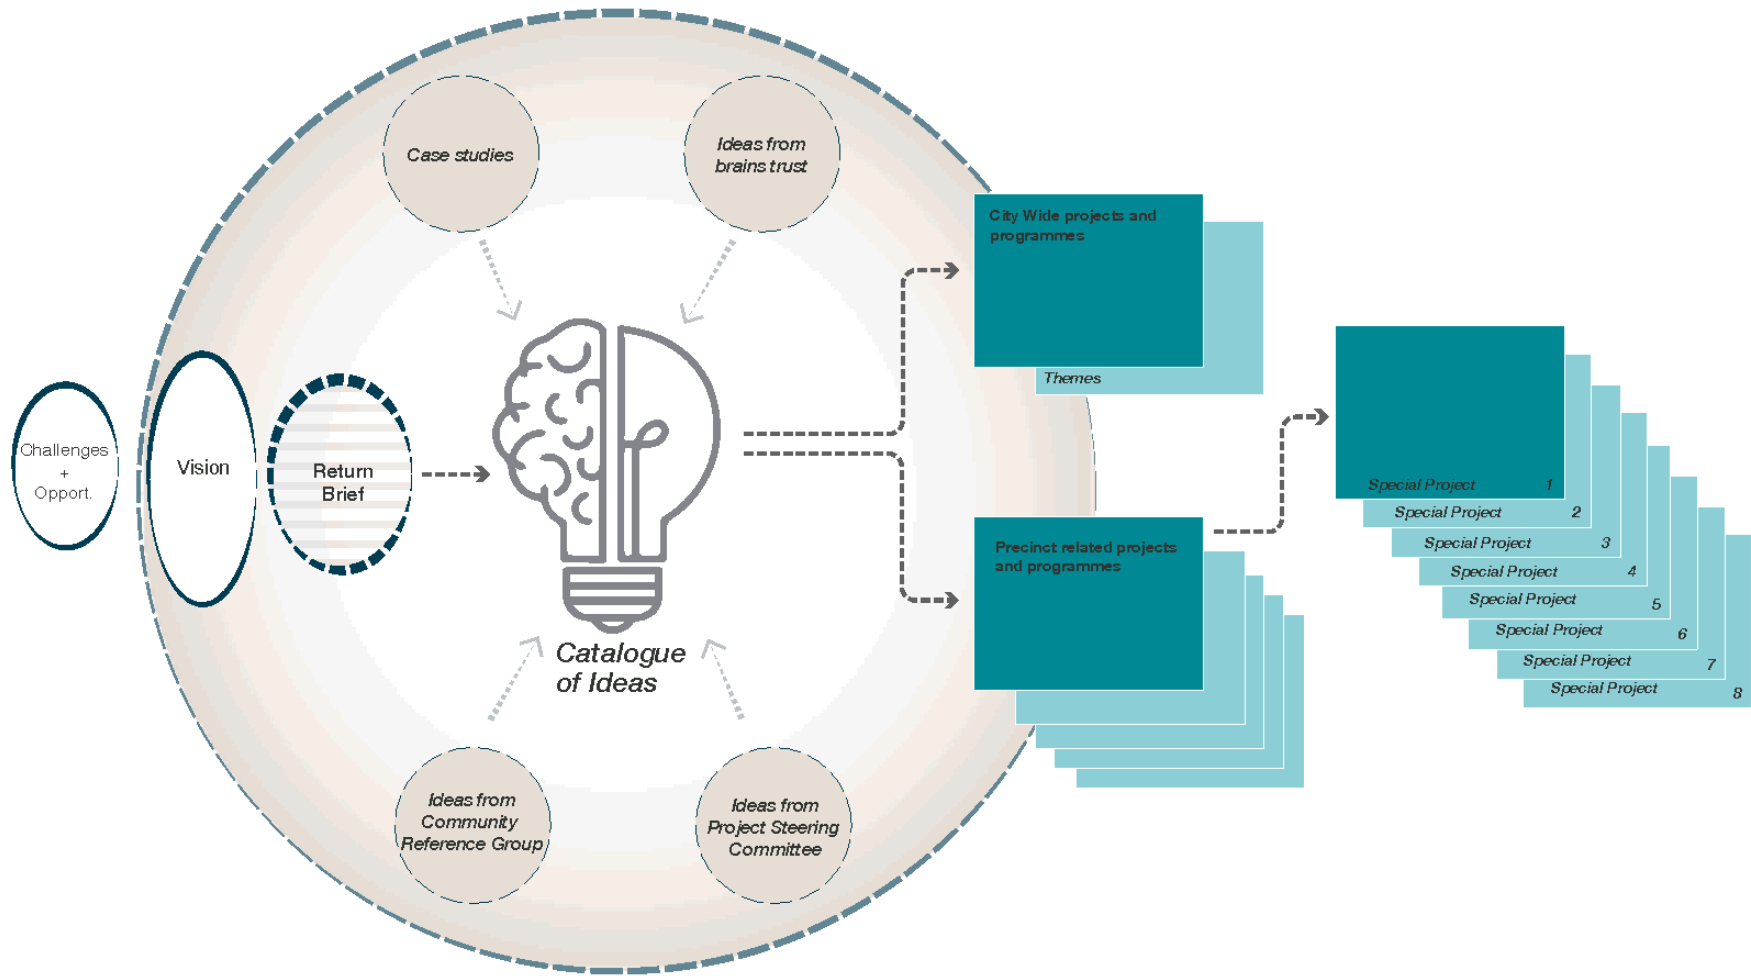 Case studies
Ideas from
brains trust
City Wide projects and
programmes
Themes
Challenges
+
Opport.
Vision
Return
Brief
Catalogue
of Ideas
Precinct related projects
and programmes
Special Project 1
Special Project 2
Special Project 3
Special Project 4
Special Project 5
Special Project 6
Special Project 7
Special Project 8
Ideas from
Community
Reference Group
Ideas from
Project Steering
Committee